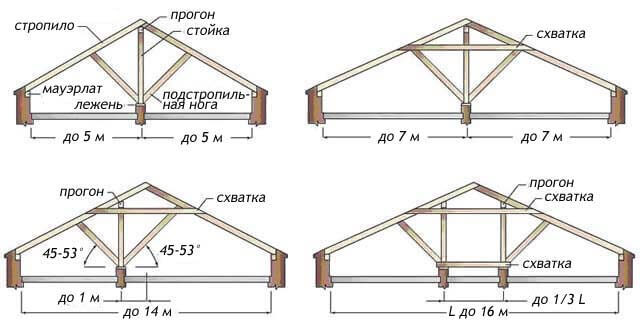 стропило
прогон
стойка
мауэрлат
лежень
подстропиль-
ная нога
до 5 м
до 5 м
схватка
до 7 м
до 7 м
прогон
схватка
45-53°
45-53°
до 1 м
до 14 м
прогон
схватка
схватка
до 1/3 L
L до 16 м